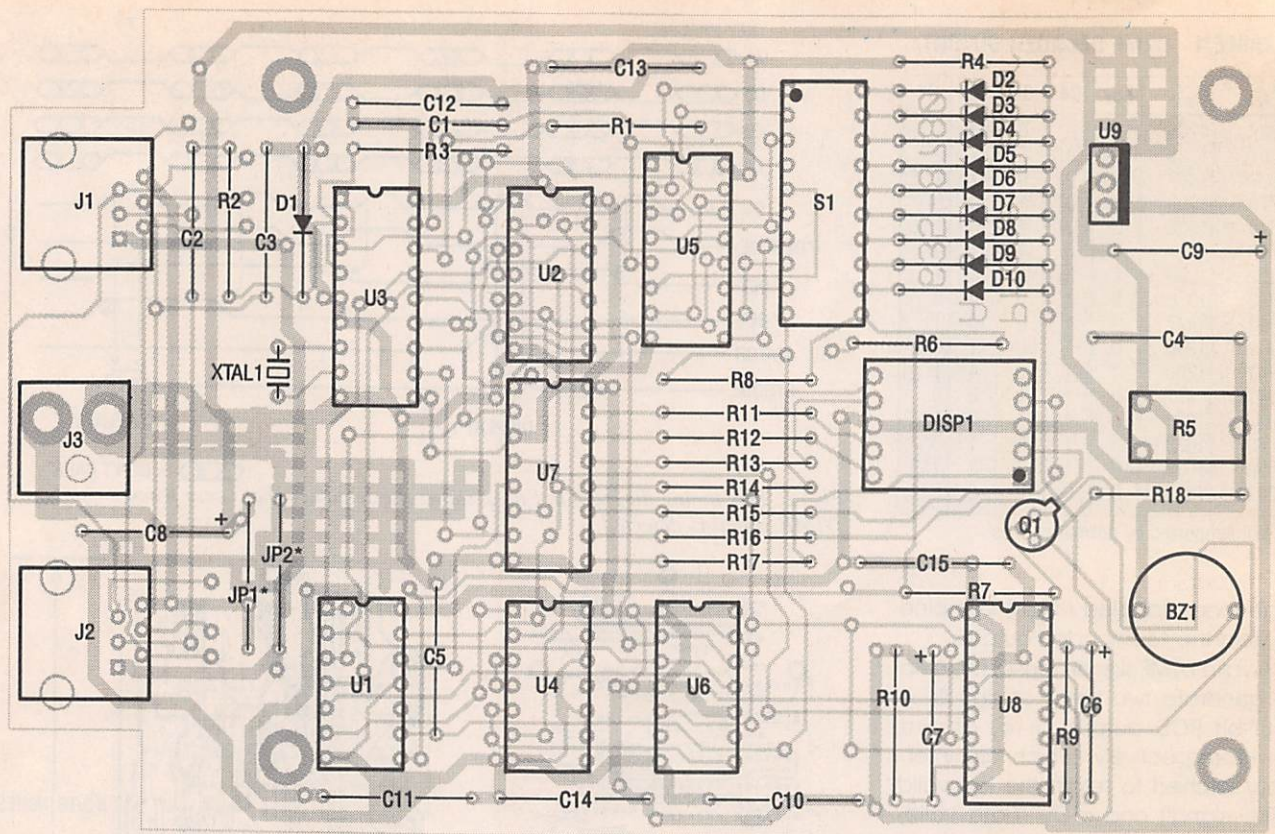 C13
R4
D2
C12
D3
C1
R1
D4
U9
R3
D5
D6
J1
R2
D1
S1
D7
C2
C3
U5
D8
+
D9
C9
U3
U2
D10
R6
C4
XTAL1
R8
R11
DISP1
R5
J3
R12
R13
U7
R14
R18
R15
+
Q1
C8
JP2*
R16
R17
C15
JP1*
R7
J2
BZ1
C5
+
+
U1
U4
U6
R10
U8
C6
C7
R9
C11
C14
C10